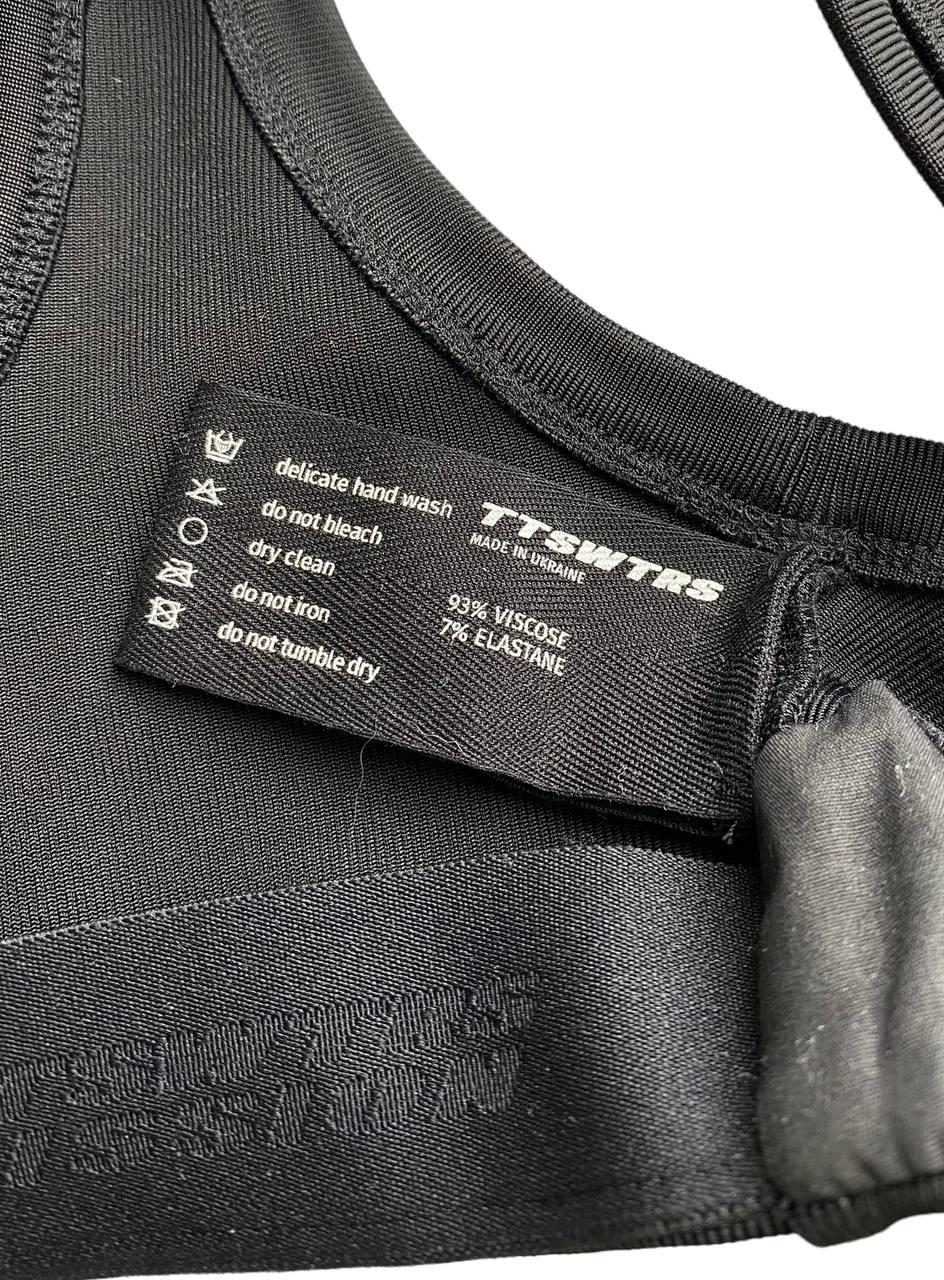 delicate hand wash
do not bleach
dry clean
do not iron
do not tumble dry
TTSWTRS
MADE IN UKRAINE
93% VISCOSE
7% ELASTANE